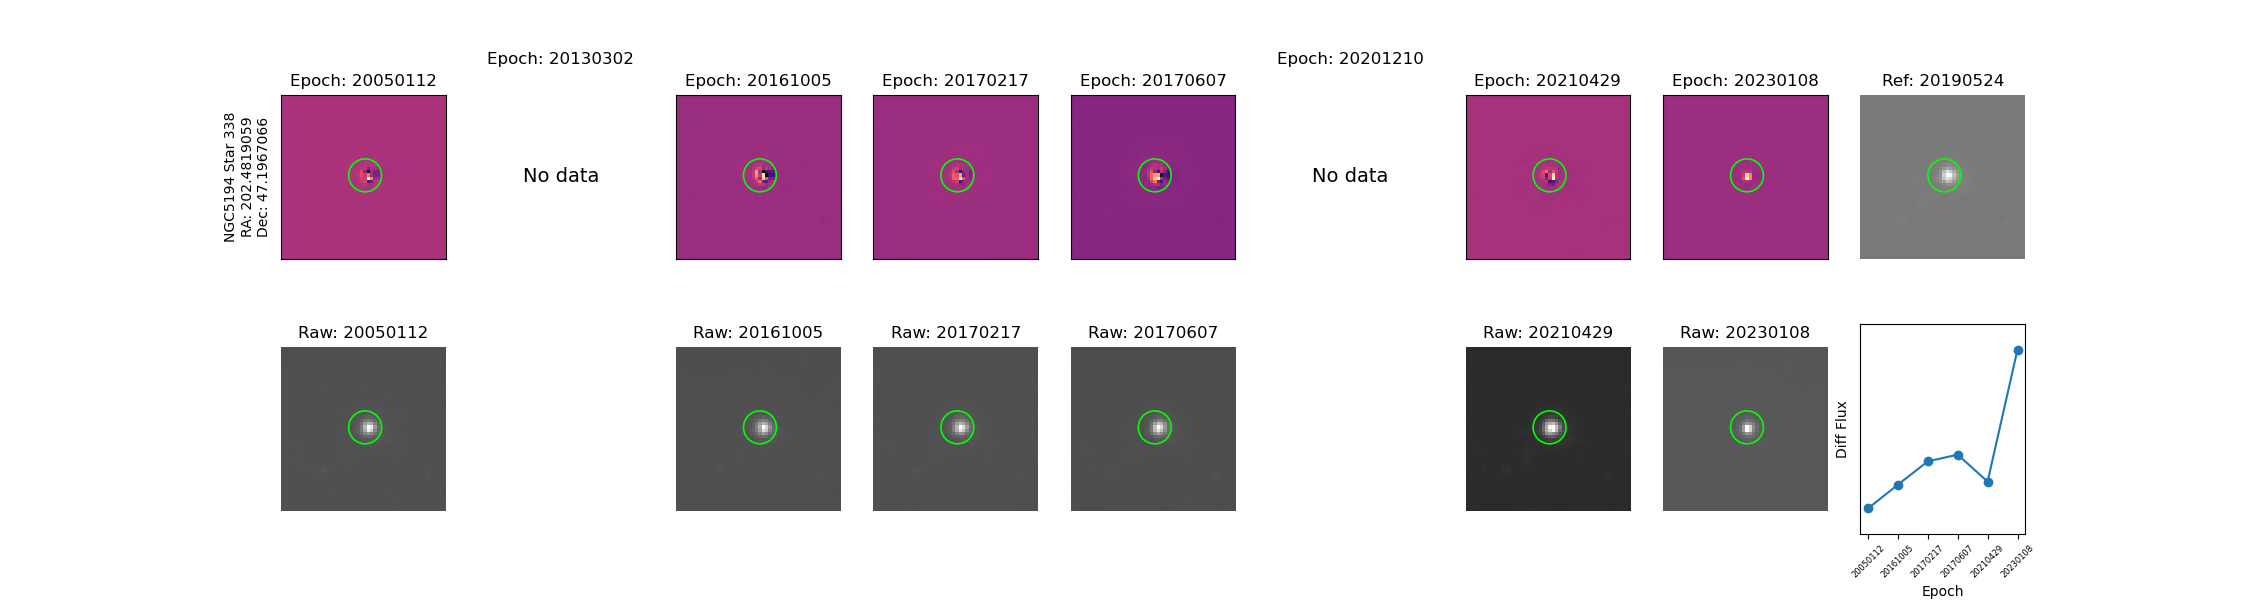 Epoch: 20130302
Epoch: 20201210
Epoch: 20050112
Epoch: 20161005
Epoch: 20170217
Epoch: 20170607
Epoch: 20210429
Epoch: 20230108
Ref: 20190524
NGC5194 Star 338
RA: 202.4819059
Dec: 47.1967066
No data
No data
Raw: 20050112
Raw: 20161005
Raw: 20170217
Raw: 20170607
Raw: 20210429
Raw: 20230108
Diff Flux
20050112
20161005
20170217
20170607
20210429
20230108
Epoch